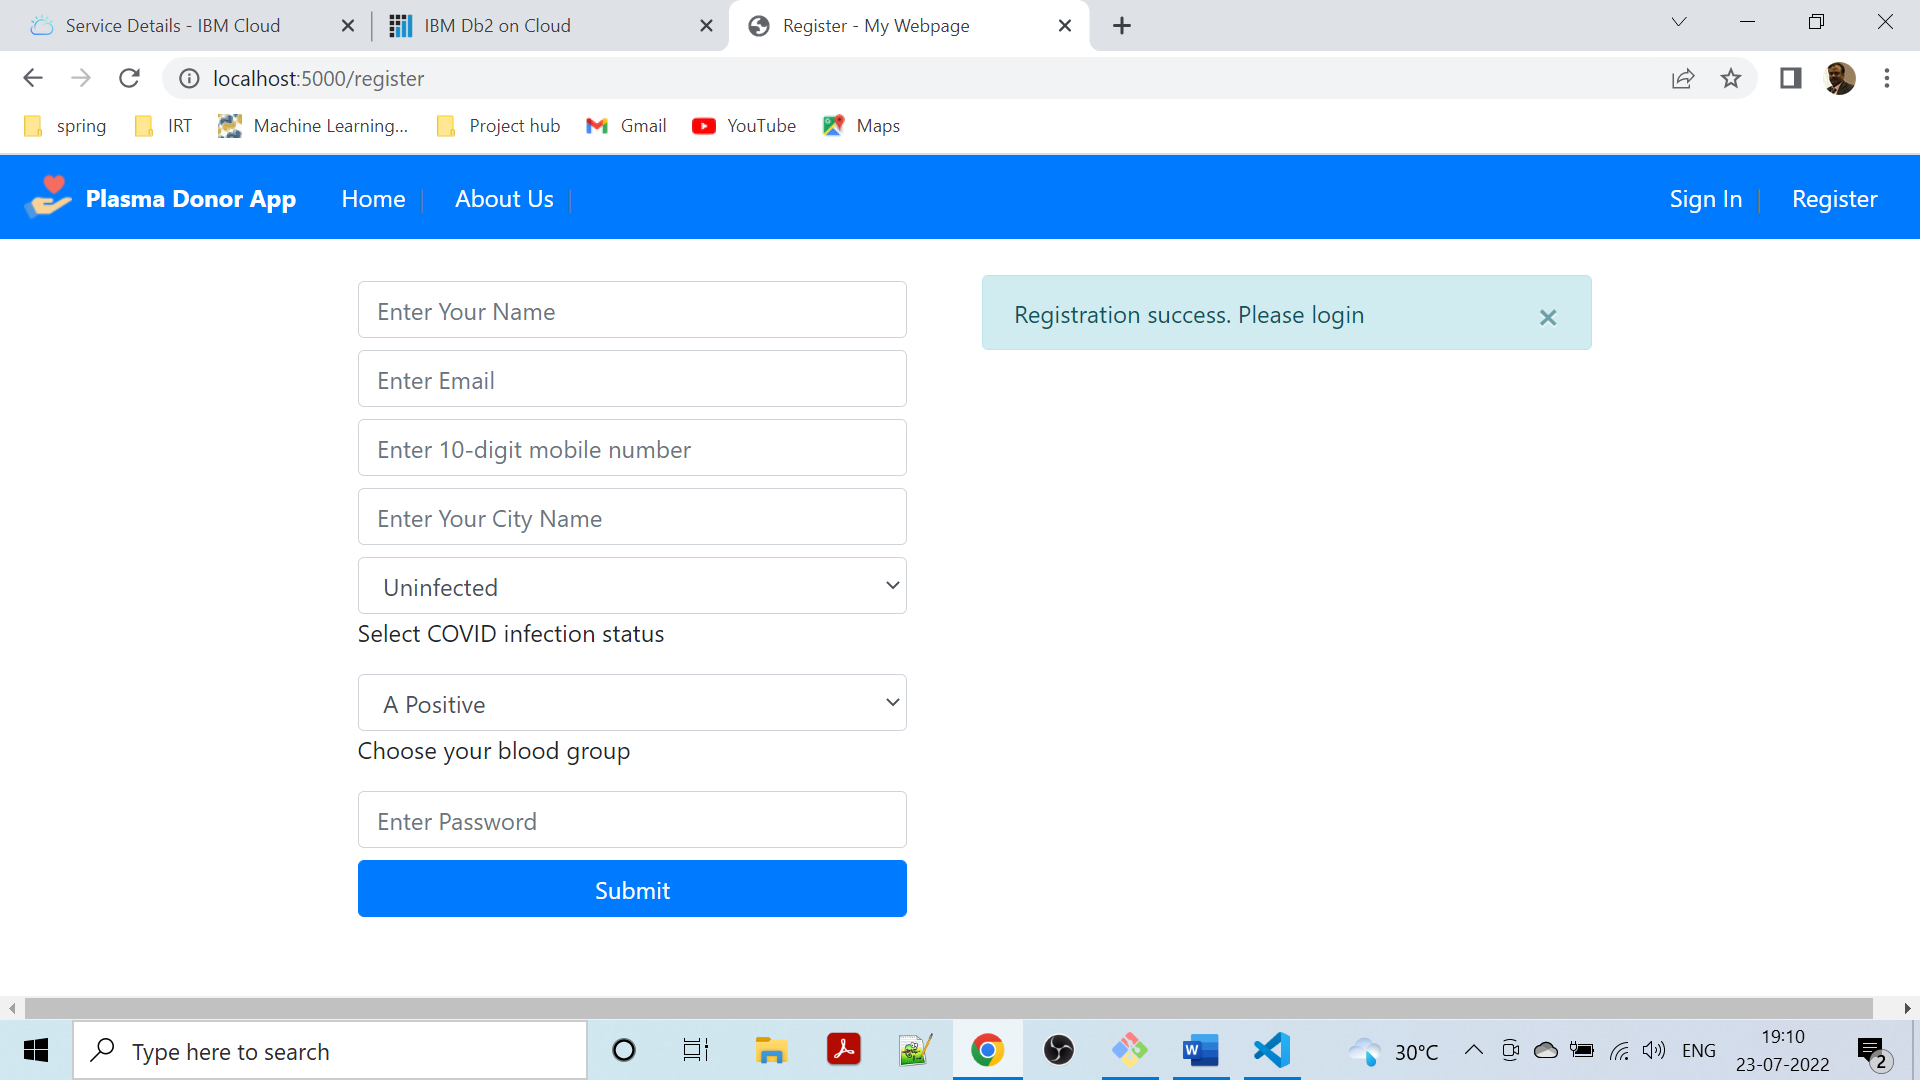 Service Details - IBM Cloud
IBM Db2 on Cloud
Register - My Webpage
localhost:5000/register
spring
IRT
Machine Learning...
Project hub
Gmail
YouTube
Maps
Plasma Donor App
Home
About Us
Sign In
Register
Enter Your Name
Registration success. Please login
Enter Email
Enter 10-digit mobile number
Enter Your City Name
Uninfected
Select COVID infection status
A Positive
Choose your blood group
Enter Password
Submit
Type here to search
30°C
ENG
19:10
23-07-2022
2